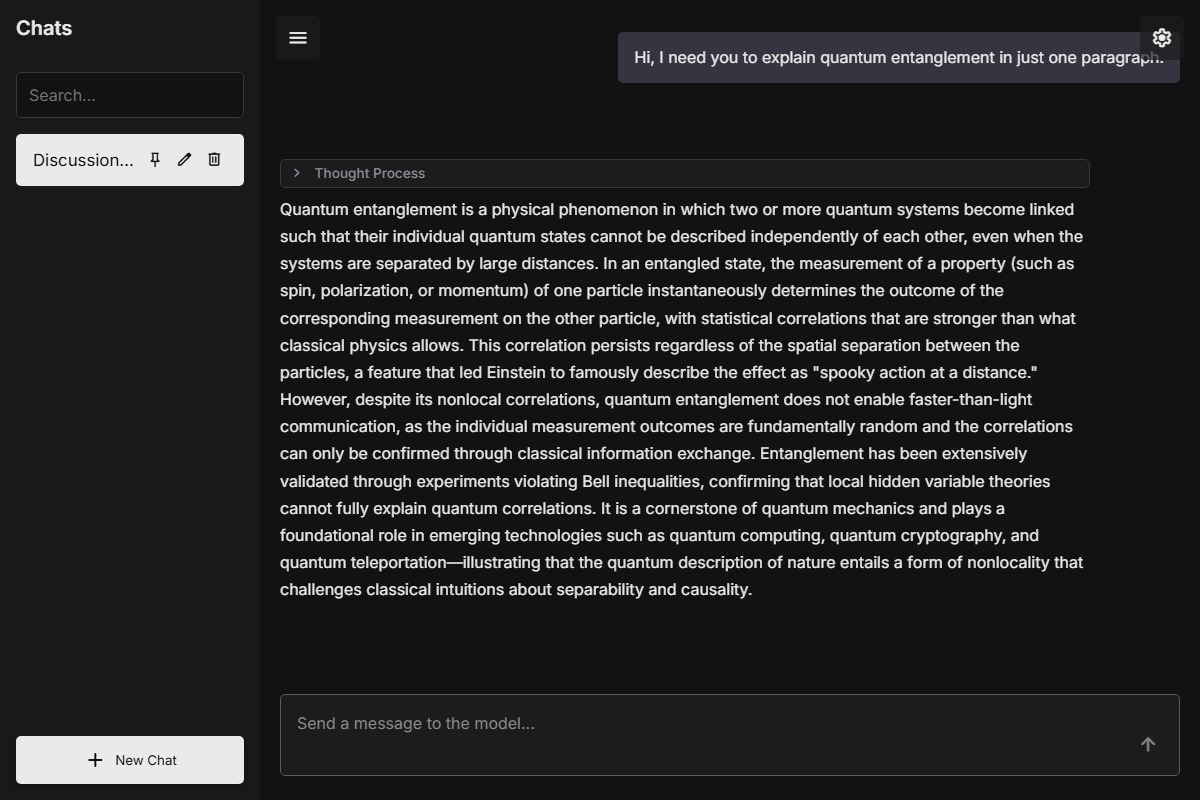 Chats
Search...
Discussion...
New Chat
Hi, I need you to explain quantum entanglement in just one paragraph.
Thought Process
Quantum entanglement is a physical phenomenon in which two or more quantum systems become linked
such that their individual quantum states cannot be described independently of each other, even when the
systems are separated by large distances. In an entangled state, the measurement of a property (such as
spin, polarization, or momentum) of one particle instantaneously determines the outcome of the
corresponding measurement on the other particle, with statistical correlations that are stronger than what
classical physics allows. This correlation persists regardless of the spatial separation between the
particles, a feature that led Einstein to famously describe the effect as "spooky action at a distance."
However, despite its nonlocal correlations, quantum entanglement does not enable faster-than-light
communication, as the individual measurement outcomes are fundamentally random and the correlations
can only be confirmed through classical information exchange. Entanglement has been extensively
validated through experiments violating Bell inequalities, confirming that local hidden variable theories
cannot fully explain quantum correlations. It is a cornerstone of quantum mechanics and plays a
foundational role in emerging technologies such as quantum computing, quantum cryptography, and
quantum teleportation—illustrating that the quantum description of nature entails a form of nonlocality that
challenges classical intuitions about separability and causality.
Send a message to the model...